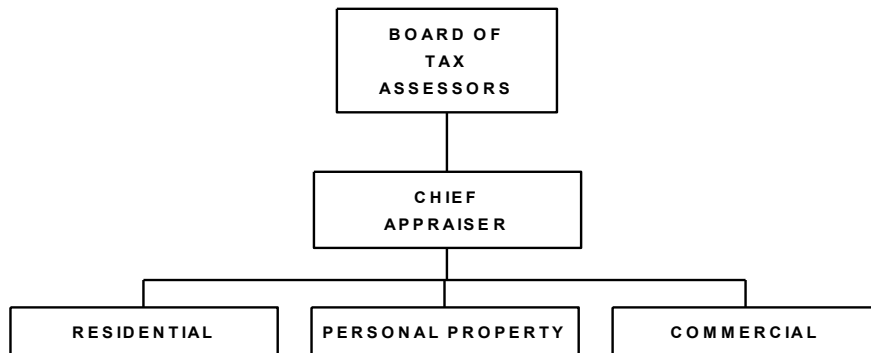 BOARD OF
TAX
ASSESSORS
CHIEF
APPRAISER
RESIDENTIAL
PERSONAL PROPERTY
COMMERCIAL